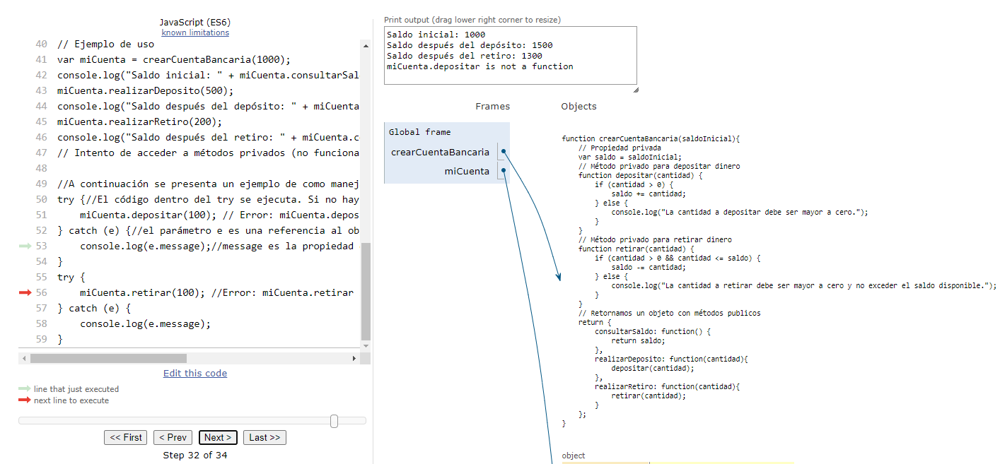 JavaScript (ES6)
known limitations
40 // Ejemplo de uso
41 var miCuenta = crearCuentaBancaria(1000);
42 console.log("Saldo inicial: " + miCuenta.consultarSal
43 miCuenta.realizarDeposito(500);
44 console.log("Saldo después del depósito: " + miCuenta
45 miCuenta.realizarRetiro(200);
46 console.log("Saldo después del retiro: " + miCuenta.c
47 // Intento de acceder a métodos privados (no funciona
48
49 //A continuación se presenta un ejemplo de como manej
50 try {//El código dentro del try se ejecuta. Si no hay
51 miCuenta.depositar(100); // Error: miCuenta.depos
52 } catch (e) {//el parámetro e es una referencia al ob
53 console.log(e.message);//message es la propiedad
54 }
55 try {
56 miCuenta.retirar(100); //Error: miCuenta.retirar
57 } catch (e) {
58 console.log(e.message);
59 }
Edit this code
line that just executed
next line to execute
<< First
< Prev
Next >
Last >>
Step 32 of 34
Print output (drag lower right corner to resize)
Saldo inicial: 1000
Saldo después del depósito: 1500
Saldo después del retiro: 1300
miCuenta.depositar is not a function
Frames
Objects
Global frame
crearCuentaBancaria
miCuenta
function crearCuentaBancaria(saldoInicial){
// Propiedad privada
var saldo = saldoInicial;
// Método privado para depositar dinero
function depositar(cantidad) {
if (cantidad > 0) {
saldo += cantidad;
} else {
console.log("La cantidad a depositar debe ser mayor a cero.");
}
}
// Método privado para retirar dinero
function retirar(cantidad) {
if (cantidad > 0 && cantidad <= saldo) {
saldo -= cantidad;
} else {
console.log("La cantidad a retirar debe ser mayor a cero y no exceder el saldo disponible.");
}
}
// Retornamos un objeto con métodos publicos
return {
consultarSaldo: function() {
return saldo;
},
realizarDeposito: function(cantidad){
depositar(cantidad);
},
realizarRetiro: function(cantidad){
retirar(cantidad);
}
};
}
object